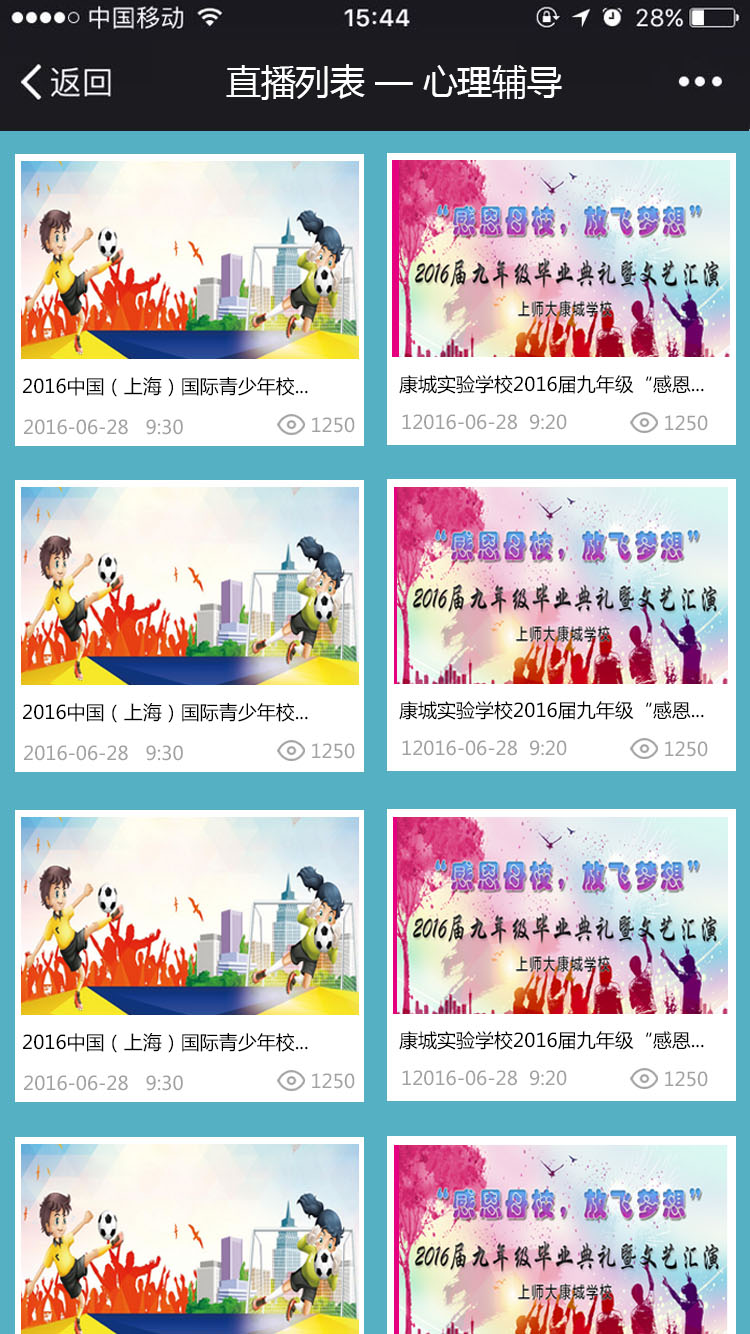 中国移动 15:44 28%
返回 直播列表 — 心理辅导
“感恩母校，放飞梦想”
2016届九年级毕业典礼暨文艺汇演
上师大康城学校
2016中国（上海）国际青少年校...
2016-06-28 9:30 1250
康城实验学校2016届九年级“感恩...
12016-06-28 9:20 1250
“感恩母校，放飞梦想”
2016届九年级毕业典礼暨文艺汇演
上师大康城学校
2016中国（上海）国际青少年校...
2016-06-28 9:30 1250
康城实验学校2016届九年级“感恩...
12016-06-28 9:20 1250
“感恩母校，放飞梦想”
2016届九年级毕业典礼暨文艺汇演
上师大康城学校
2016中国（上海）国际青少年校...
2016-06-28 9:30 1250
康城实验学校2016届九年级“感恩...
12016-06-28 9:20 1250
“感恩母校，放飞梦想”
2016届九年级毕业典礼暨文艺汇演
上师大康城学校